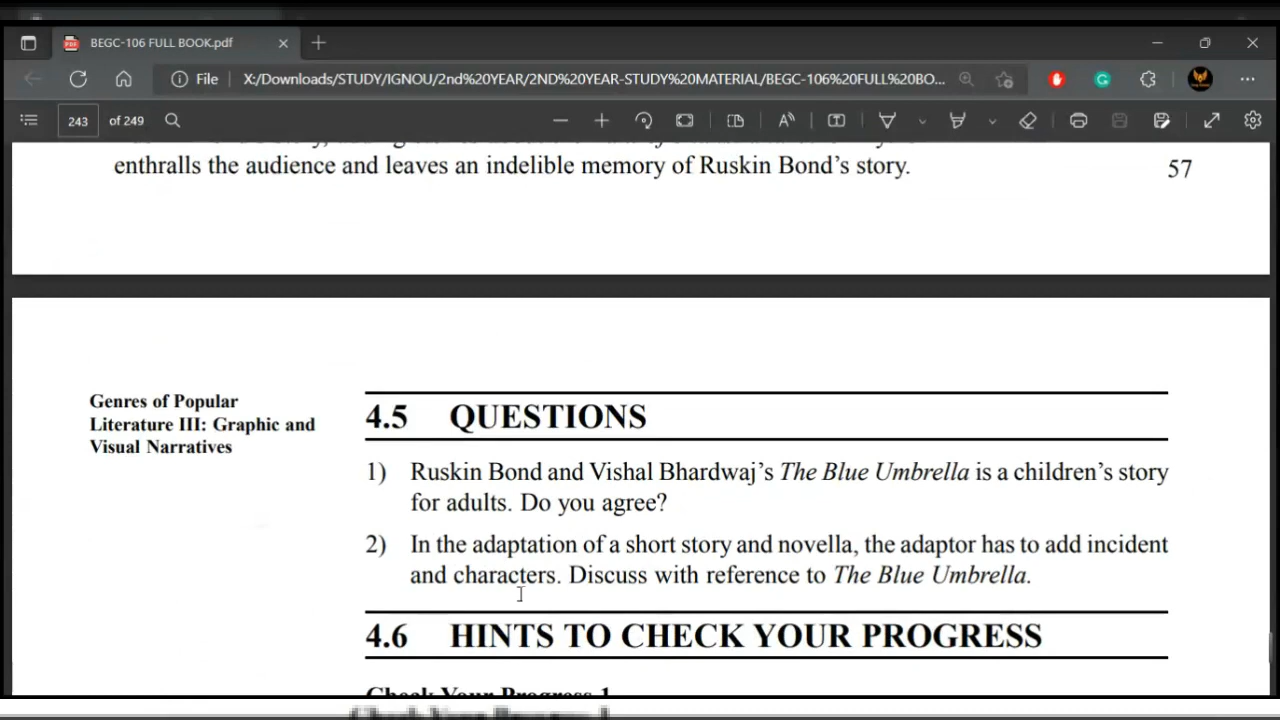 BEGC-106 FULL BOOK.pdf
File X:/Downloads/STUDY/IGNOU/2nd%20YEAR/2ND%20YEAR-STUDY%20MATERIAL/BEGC-106%20FULL%20BO...
243 of 249
enthralls the audience and leaves an indelible memory of Ruskin Bond's story.
57
Genres of Popular
Literature III: Graphic and
Visual Narratives
4.5 QUESTIONS
1) Ruskin Bond and Vishal Bhardwaj's The Blue Umbrella is a children's story
for adults. Do you agree?
2) In the adaptation of a short story and novella, the adaptor has to add incident
and characters. Discuss with reference to The Blue Umbrella.
4.6 HINTS TO CHECK YOUR PROGRESS
Check Your Progress 1